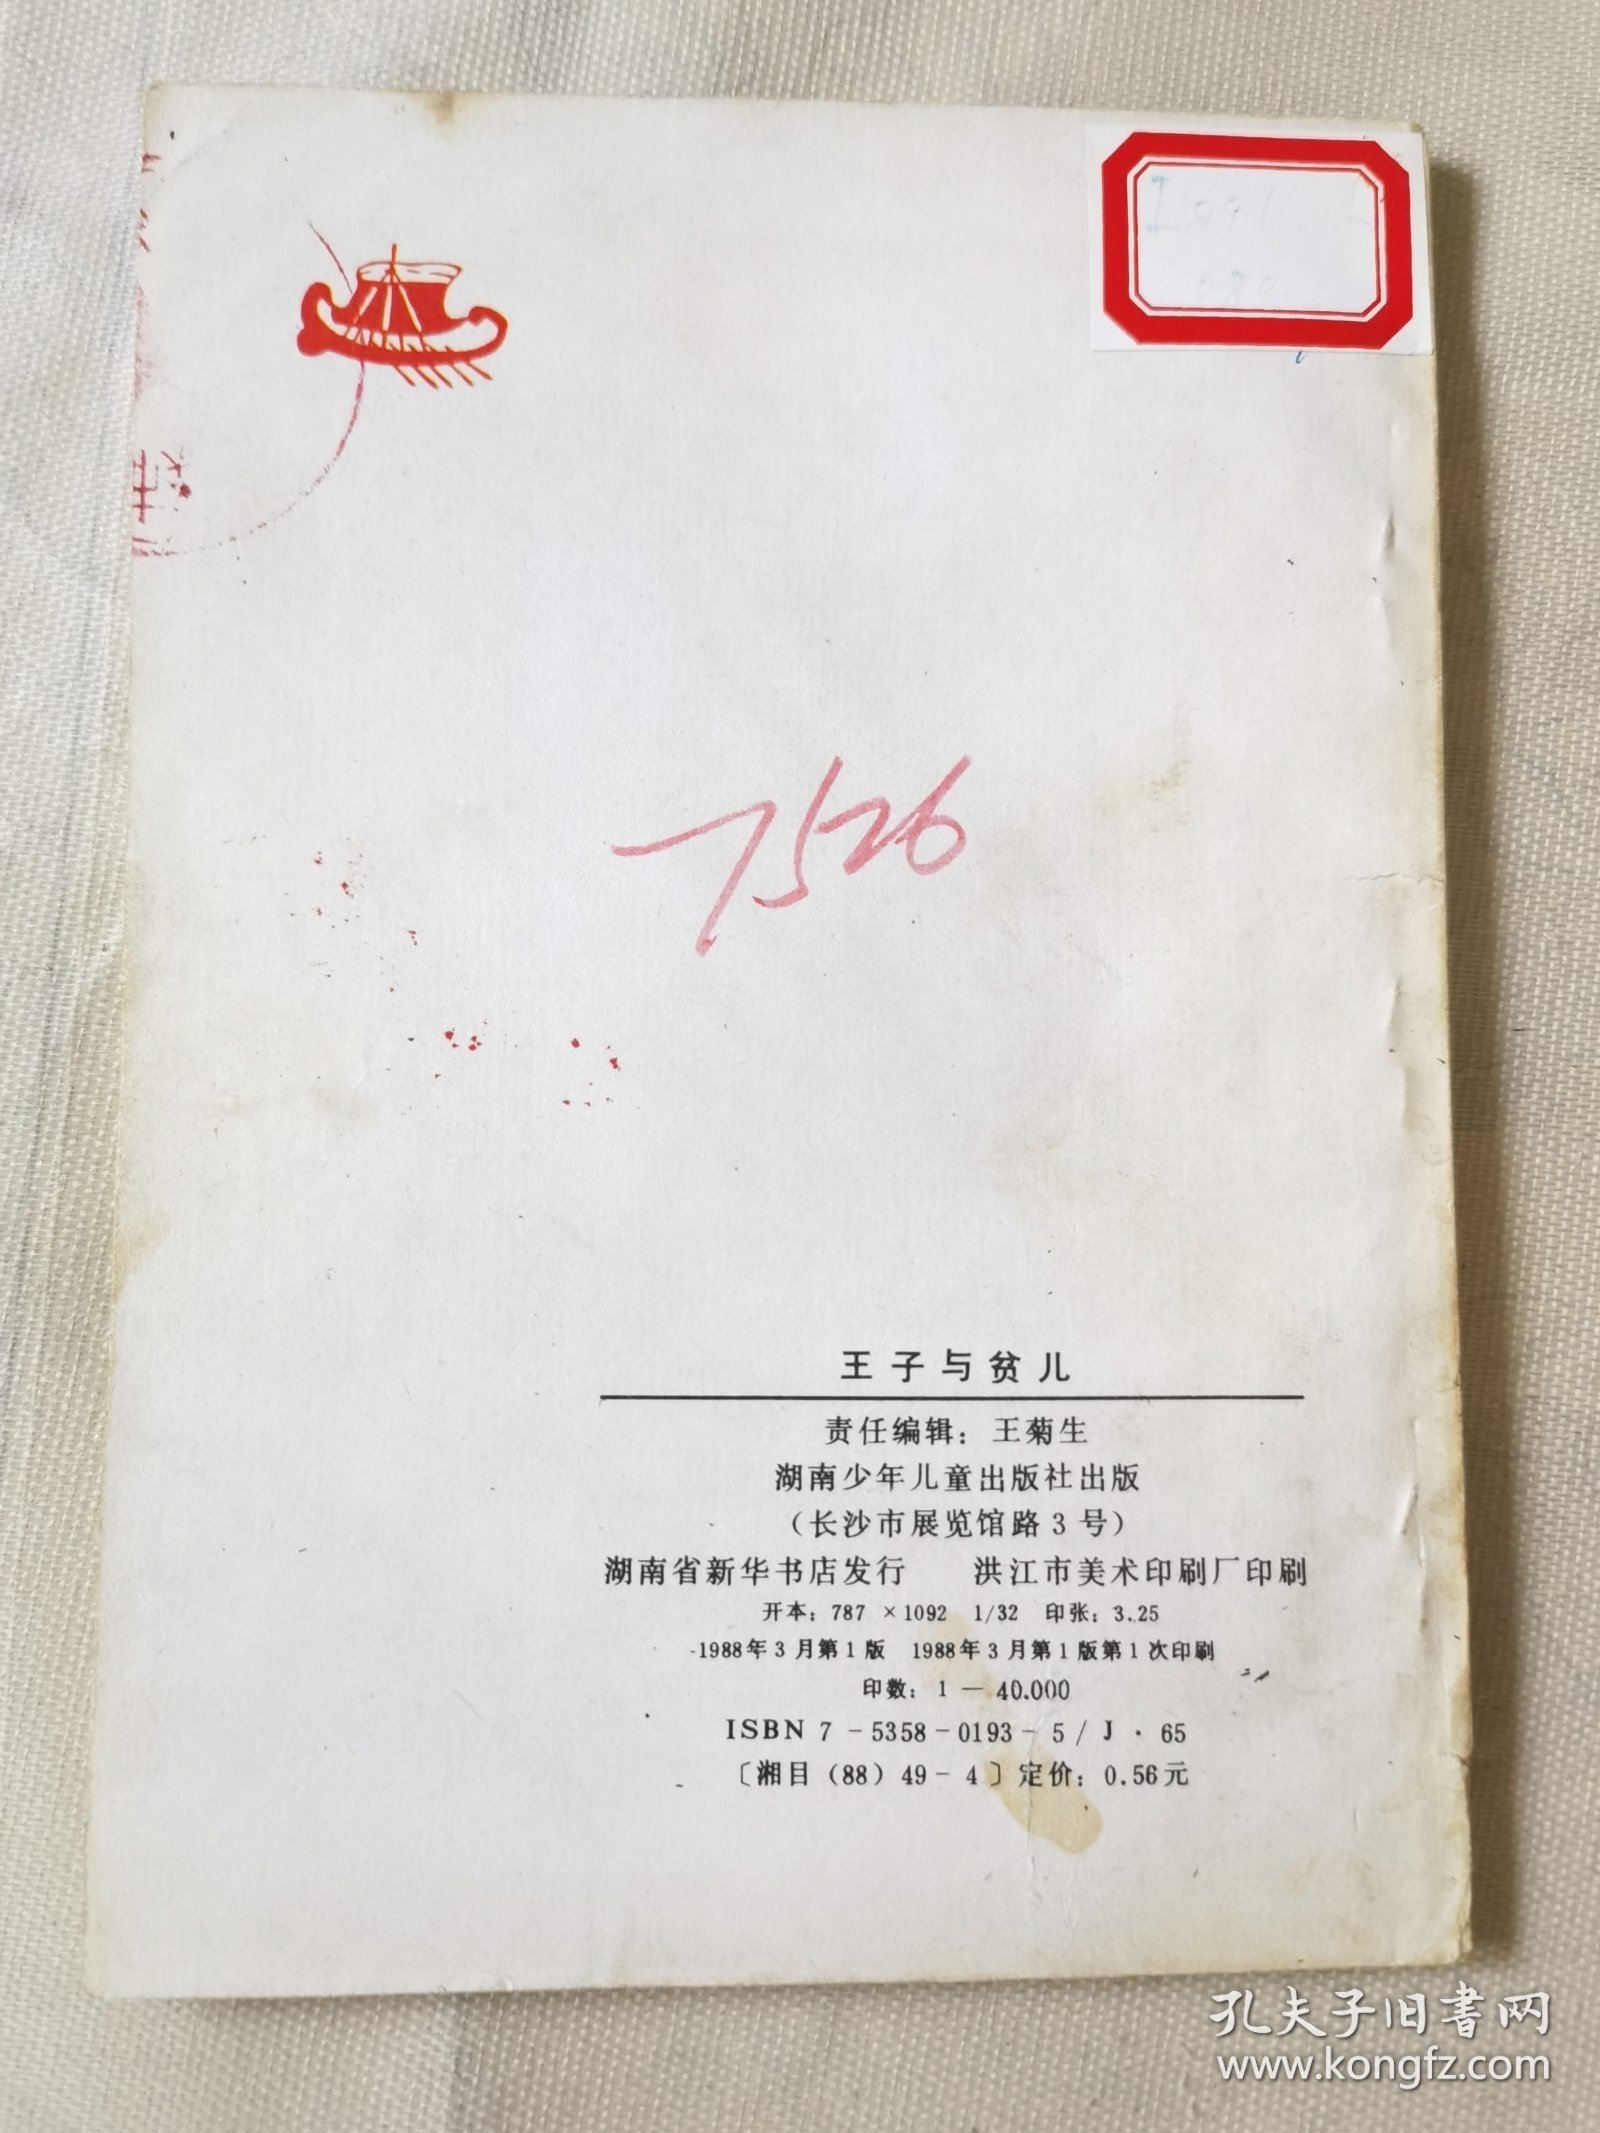 7526
王子与贫儿
责任编辑：王菊生
湖南少年儿童出版社出版
（长沙市展览馆路3号）
湖南省新华书店发行 洪江市美术印刷厂印刷
开本：787×1092 1/32 印张：3.25
1988年3月第1版 1988年3月第1版第1次印刷
印数：1—40.000
ISBN 7-5358-0193-5/J·65
〔湘目（88）49-4〕定价：0.56元
孔夫子旧书网
www.kongfz.com